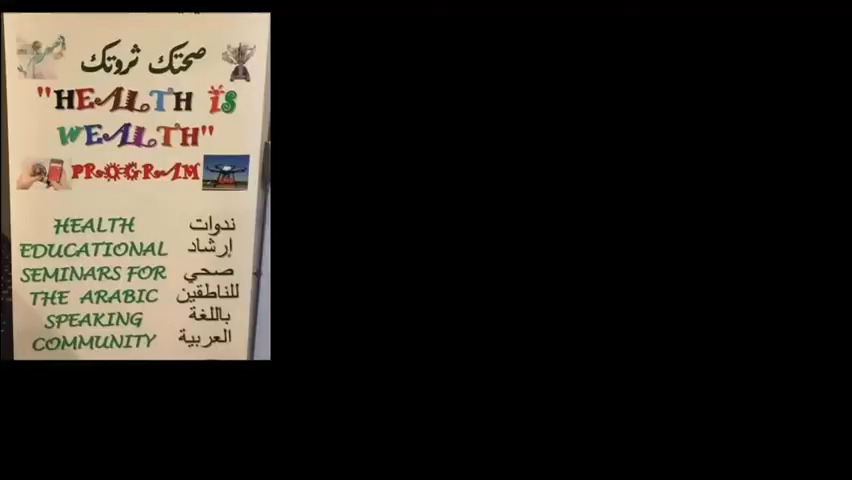 صحتك ثروتك
"HEALTH IS
WEALTH"
PROGRAM
HEALTH
EDUCATIONAL
SEMINARS FOR
THE ARABIC
SPEAKING
COMMUNITY
ندوات
إرشاد
صحي
للناطقين
باللغة
العربية